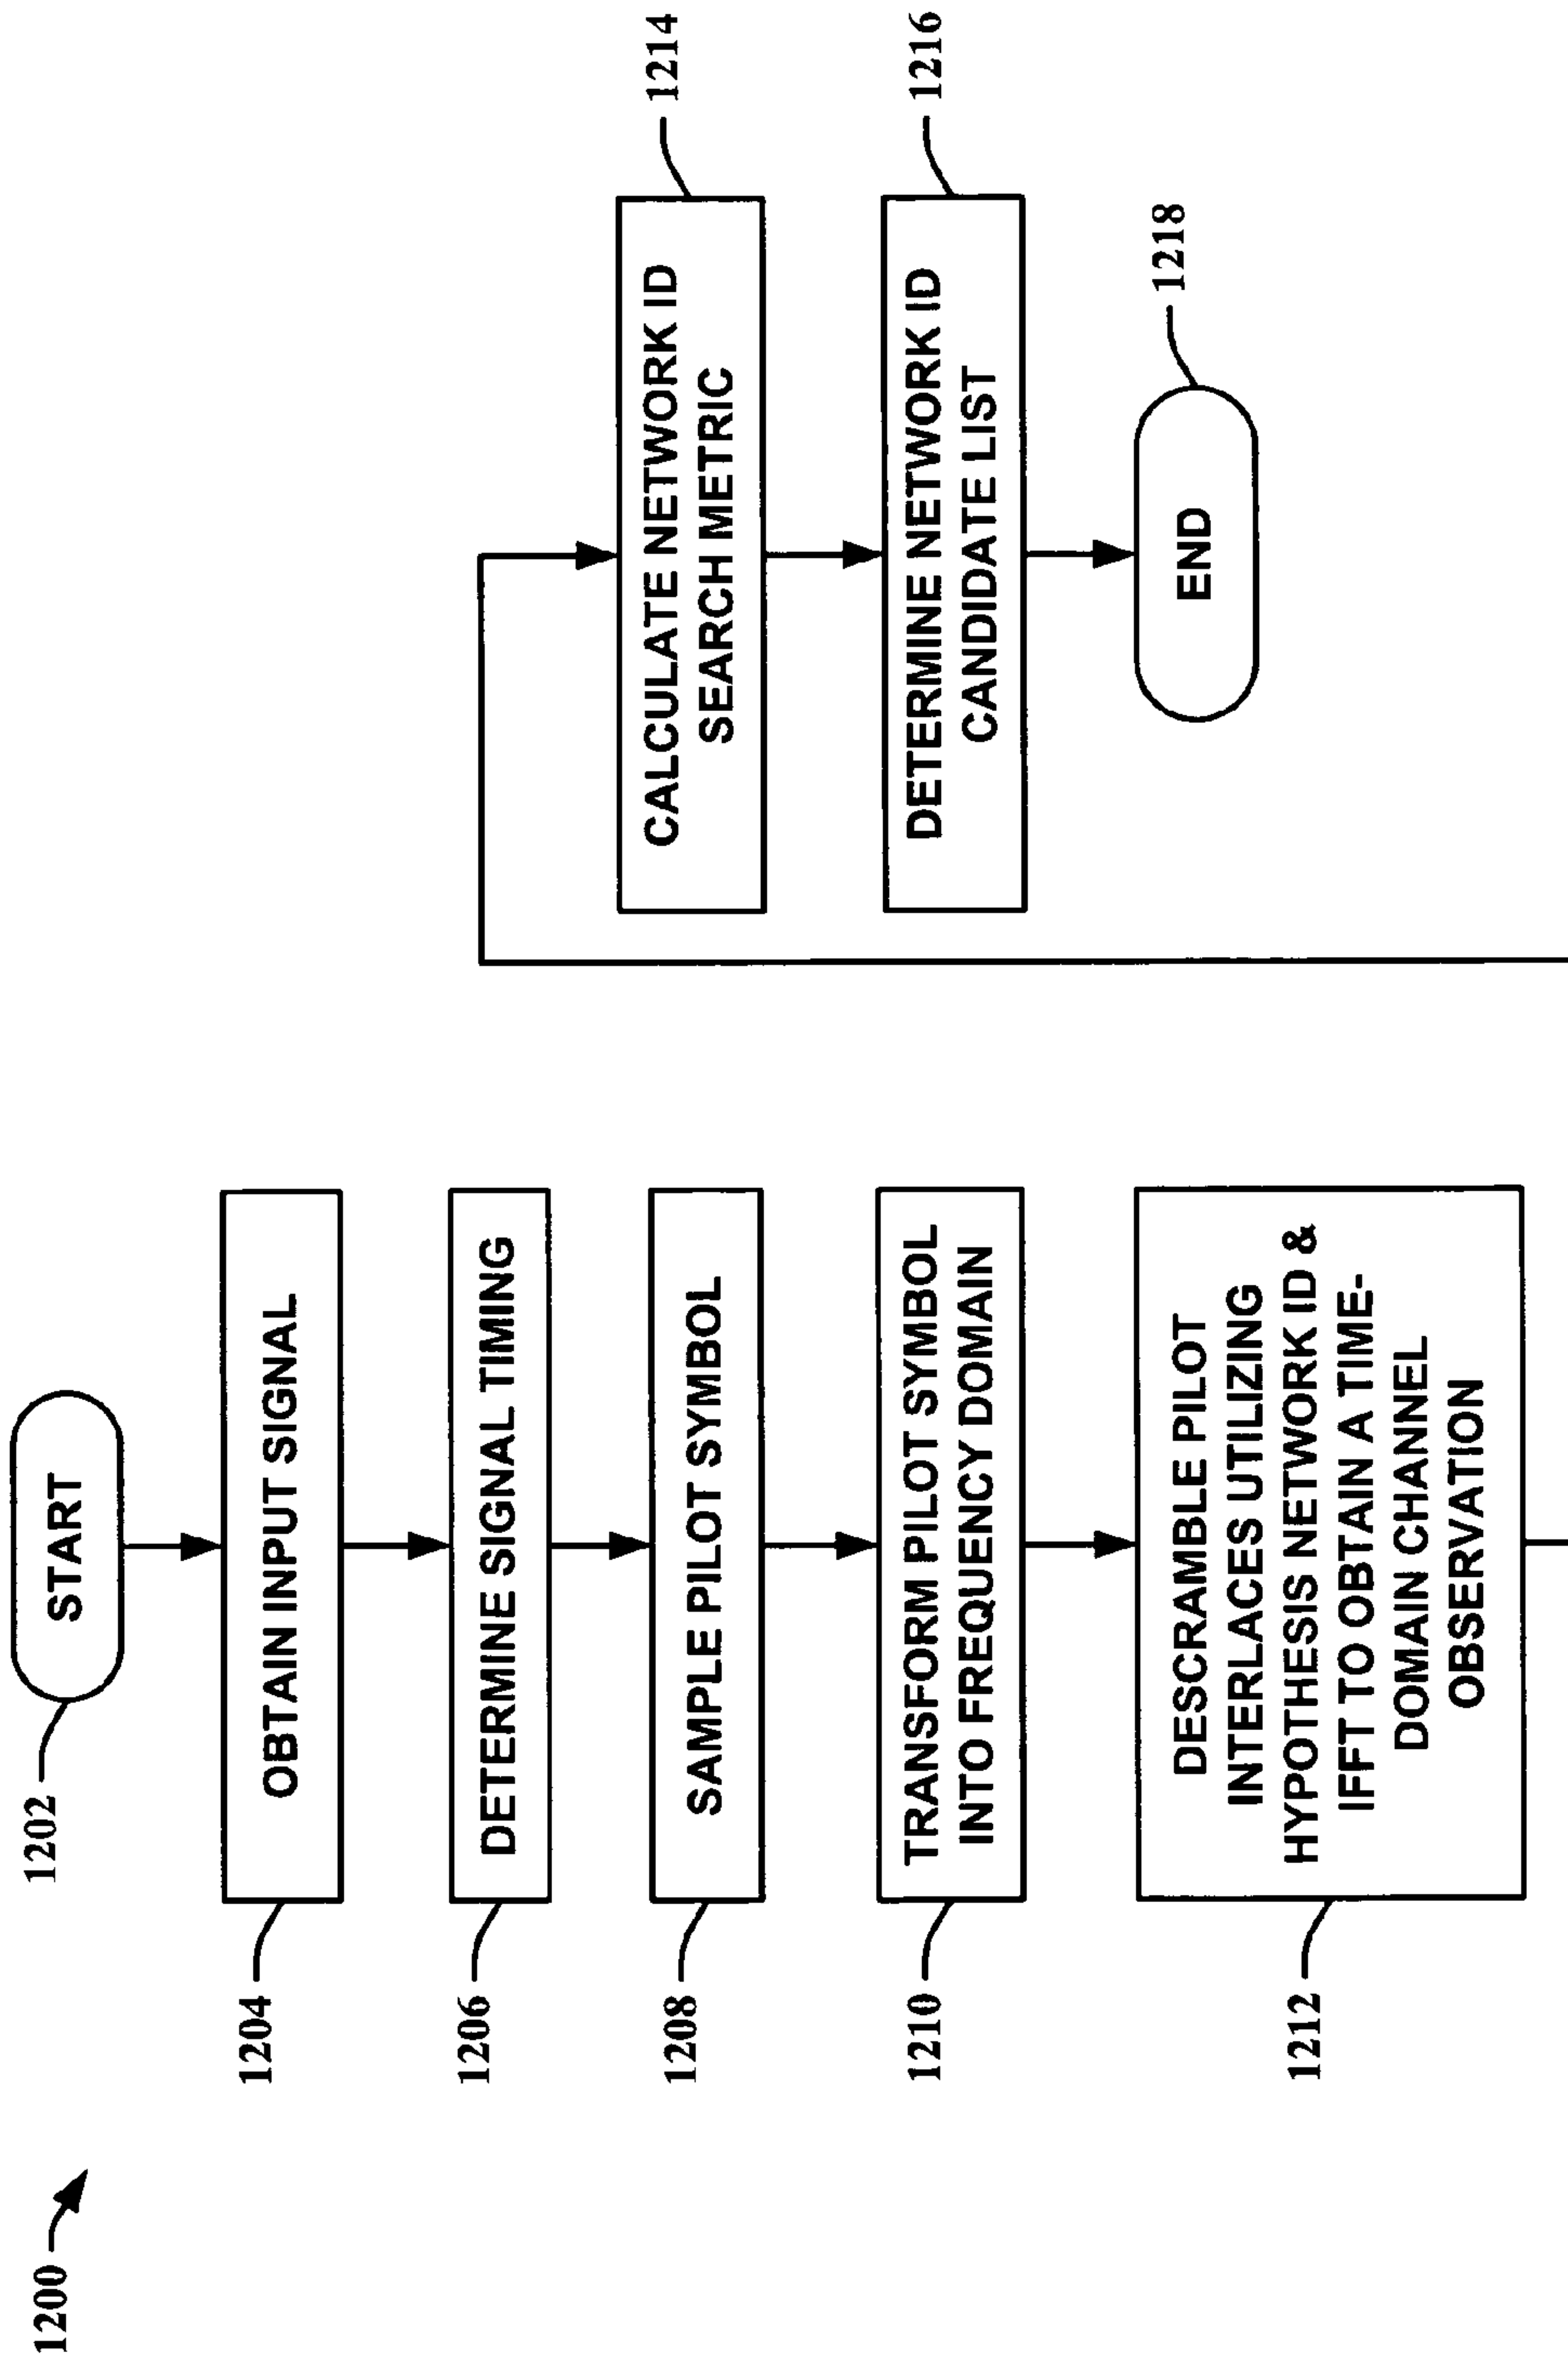 1200
1202
START
1204
OBTAIN INPUT SIGNAL
1206
DETERMINE SIGNAL TIMING
1208
SAMPLE PILOT SYMBOL
1210
TRANSFORM PILOT SYMBOL
INTO FREQUENCY DOMAIN
1212
DESCRAMBLE PILOT
INTERLACES UTILIZING
HYPOTHESIS NETWORK ID &
IFFT TO OBTAIN A TIME-
DOMAIN CHANNEL
OBSERVATION
1214
CALCULATE NETWORK ID
SEARCH METRIC
1216
DETERMINE NETWORK ID
CANDIDATE LIST
1218
END